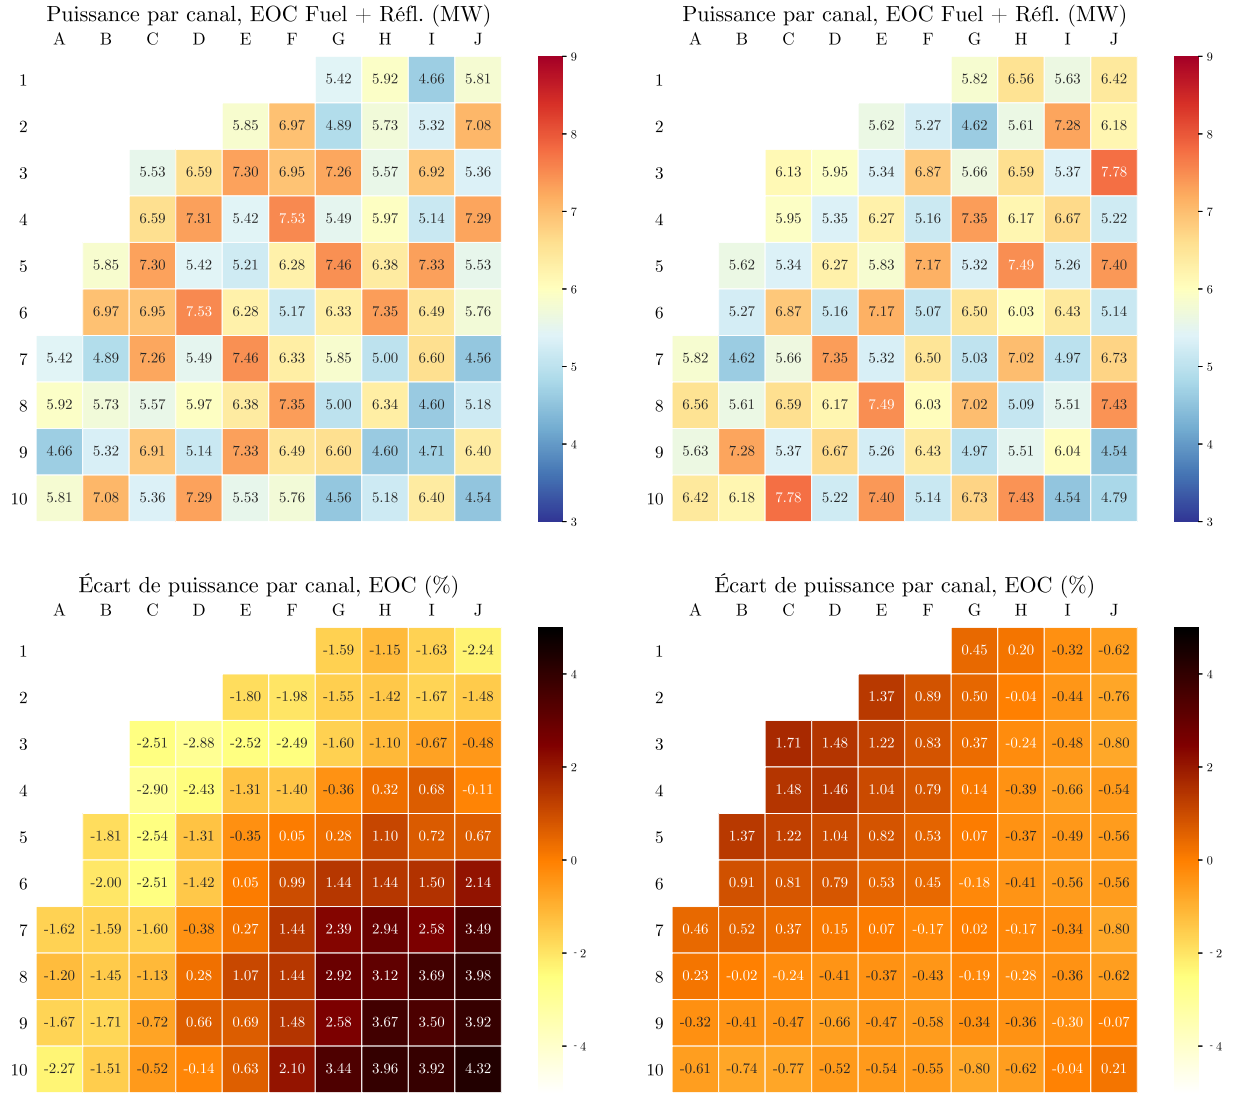 Puissance par canal, EOC Fuel + Réfl. (MW)
A B C D E F G H I J
1 5.42 5.92 4.66 5.81
2 5.85 6.97 4.89 5.73 5.32 7.08
3 5.53 6.59 7.30 6.95 7.26 5.57 6.92 5.36
4 6.59 7.31 5.42 7.53 5.49 5.97 5.14 7.29
5 5.85 7.30 5.42 5.21 6.28 7.46 6.38 7.33 5.53
6 6.97 6.95 7.53 6.28 5.17 6.33 7.35 6.49 5.76
7 5.42 4.89 7.26 5.49 7.46 6.33 5.85 5.00 6.60 4.56
8 5.92 5.73 5.57 5.97 6.38 7.35 5.00 6.34 4.60 5.18
9 4.66 5.32 6.91 5.14 7.33 6.49 6.60 4.60 4.71 6.40
10 5.81 7.08 5.36 7.29 5.53 5.76 4.56 5.18 6.40 4.54
9
8
7
6
5
4
3
Puissance par canal, EOC Fuel + Réfl. (MW)
A B C D E F G H I J
1 5.82 6.56 5.63 6.42
2 5.62 5.27 4.62 5.61 7.28 6.18
3 6.13 5.95 5.34 6.87 5.66 6.59 5.37 7.78
4 5.95 5.35 6.27 5.16 7.35 6.17 6.67 5.22
5 5.62 5.34 6.27 5.83 7.17 5.32 7.49 5.26 7.40
6 5.27 6.87 5.16 7.17 5.07 6.50 6.03 6.43 5.14
7 5.82 4.62 5.66 7.35 5.32 6.50 5.03 7.02 4.97 6.73
8 6.56 5.61 6.59 6.17 7.49 6.03 7.02 5.09 5.51 7.43
9 5.63 7.28 5.37 6.67 5.26 6.43 4.97 5.51 6.04 4.54
10 6.42 6.18 7.78 5.22 7.40 5.14 6.73 7.43 4.54 4.79
9
8
7
6
5
4
3
Écart de puissance par canal, EOC (%)
A B C D E F G H I J
1 -1.59 -1.15 -1.63 -2.24
2 -1.80 -1.98 -1.55 -1.42 -1.67 -1.48
3 -2.51 -2.88 -2.52 -2.49 -1.60 -1.10 -0.67 -0.48
4 -2.90 -2.43 -1.31 -1.40 -0.36 0.32 0.68 -0.11
5 -1.81 -2.54 -1.31 -0.35 0.05 0.28 1.10 0.72 0.67
6 -2.00 -2.51 -1.42 0.05 0.99 1.44 1.44 1.50 2.14
7 -1.62 -1.59 -1.60 -0.38 0.27 1.44 2.39 2.94 2.58 3.49
8 -1.20 -1.45 -1.13 0.28 1.07 1.44 2.92 3.12 3.69 3.98
9 -1.67 -1.71 -0.72 0.66 0.69 1.48 2.58 3.67 3.50 3.92
10 -2.27 -1.51 -0.52 -0.14 0.63 2.10 3.44 3.96 3.92 4.32
4
2
0
-2
-4
Écart de puissance par canal, EOC (%)
A B C D E F G H I J
1 0.45 0.20 -0.32 -0.62
2 1.37 0.89 0.50 -0.04 -0.44 -0.76
3 1.71 1.48 1.22 0.83 0.37 -0.24 -0.48 -0.80
4 1.48 1.46 1.04 0.79 0.14 -0.39 -0.66 -0.54
5 1.37 1.22 1.04 0.82 0.53 0.07 -0.37 -0.49 -0.56
6 0.91 0.81 0.79 0.53 0.45 -0.18 -0.41 -0.56 -0.56
7 0.46 0.52 0.37 0.15 0.07 -0.17 0.02 -0.17 -0.34 -0.80
8 0.23 -0.02 -0.24 -0.41 -0.37 -0.43 -0.19 -0.28 -0.36 -0.62
9 -0.32 -0.41 -0.47 -0.66 -0.47 -0.58 -0.34 -0.36 -0.30 -0.07
10 -0.61 -0.74 -0.77 -0.52 -0.54 -0.55 -0.80 -0.62 -0.04 0.21
4
2
0
-2
-4